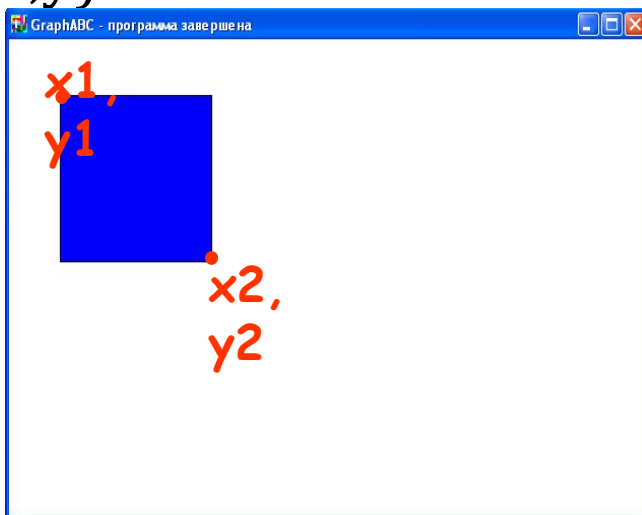 GraphABC - программа завершена
x1,
y1
x2,
y2